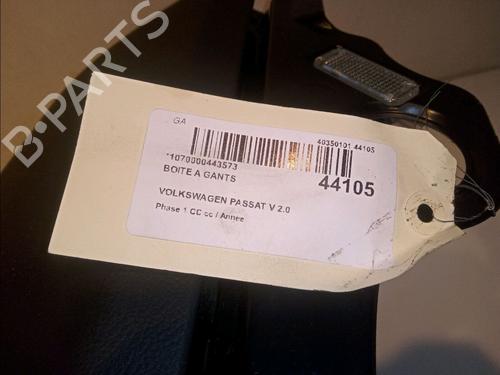 B-PARTS
GA
40350101 44105
*1070000443573
BOITE A GANTS
44105
VOLKSWAGEN PASSAT V 2.0
Phase 1 CC cc / Annee